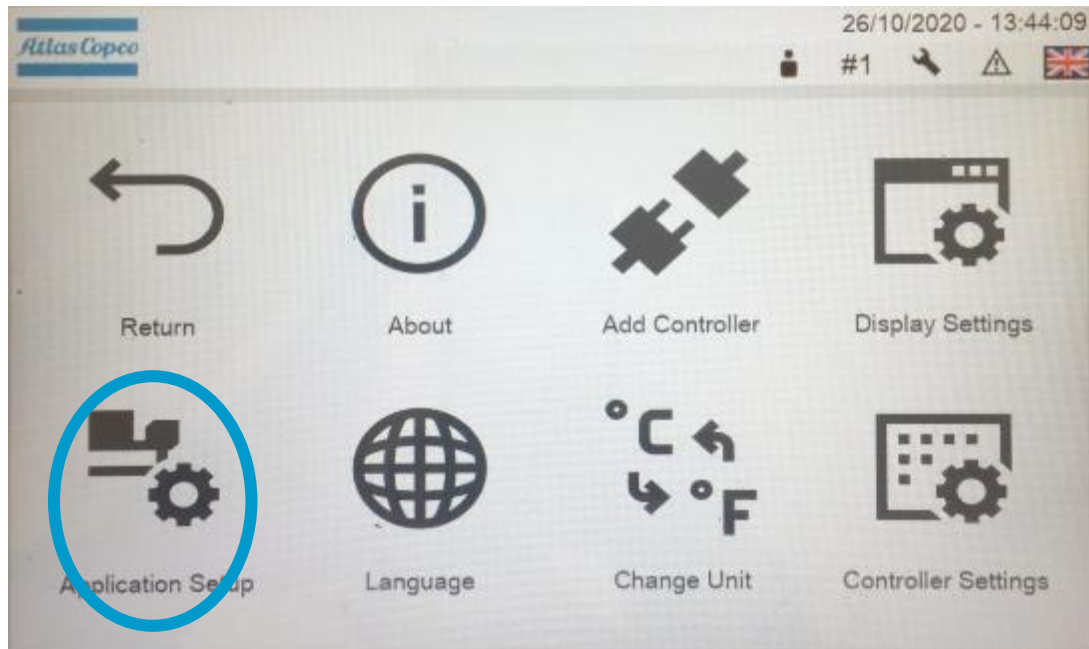 Atlas Copco
26/10/2020 - 13:44:09
#1
i
Return
About
Add Controller
Display Settings
°C
°F
Application Setup
Language
Change Unit
Controller Settings